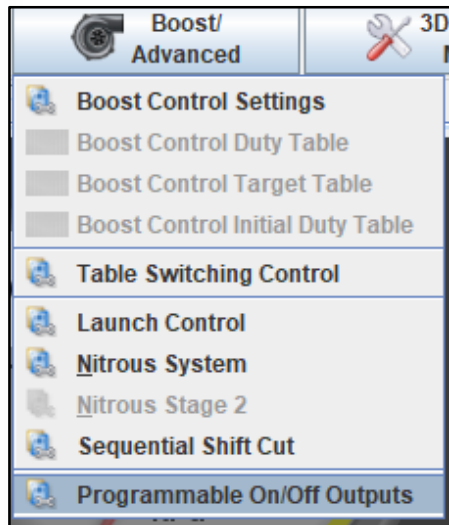 Boost/
Advanced
3D
Boost Control Settings
Boost Control Duty Table
Boost Control Target Table
Boost Control Initial Duty Table
Table Switching Control
Launch Control
Nitrous System
Nitrous Stage 2
Sequential Shift Cut
Programmable On/Off Outputs